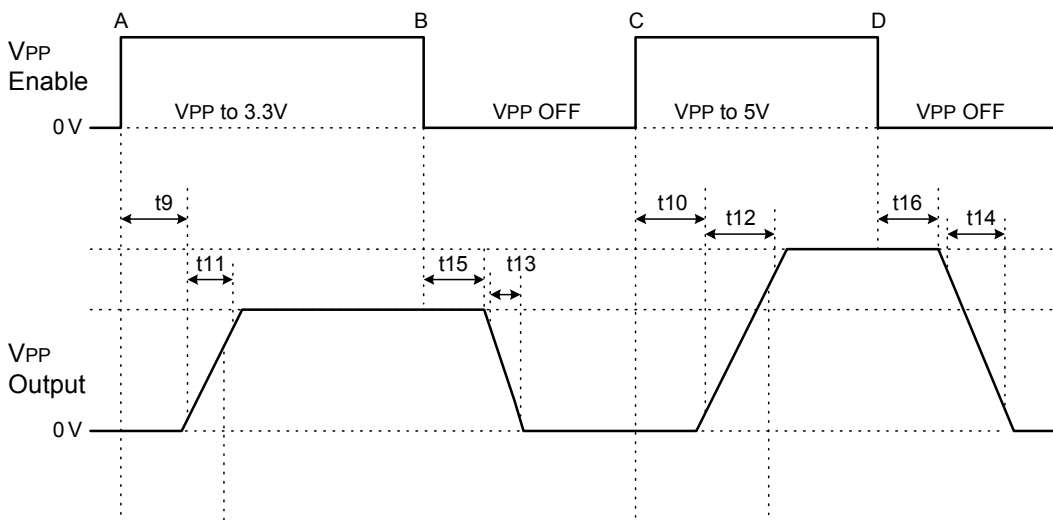 A B C D
VPP
Enable
VPP to 3.3V VPP OFF VPP to 5V VPP OFF
0 V
t9 t10 t16
t12 t14
t11 t15 t13
VPP
Output
0 V